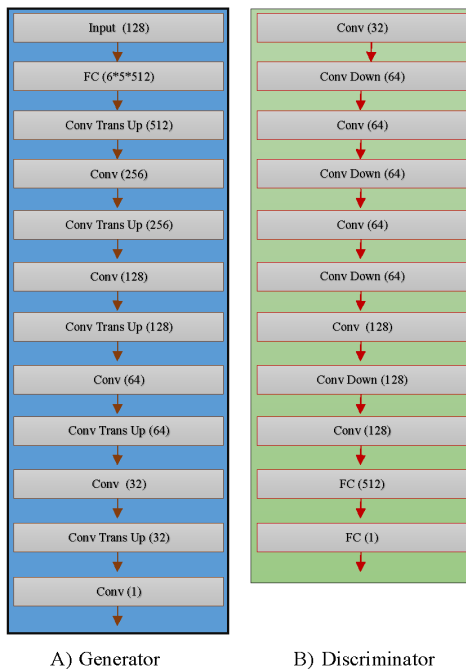 Input (128)
FC (6*5*512)
Conv Trans Up (512)
Conv (256)
Conv Trans Up (256)
Conv (128)
Conv Trans Up (128)
Conv (64)
Conv Trans Up (64)
Conv (32)
Conv Trans Up (32)
Conv (1)
A) Generator
Conv (32)
Conv Down (64)
Conv (64)
Conv Down (64)
Conv (64)
Conv Down (64)
Conv (128)
Conv Down (128)
Conv (128)
FC (512)
FC (1)
B) Discriminator